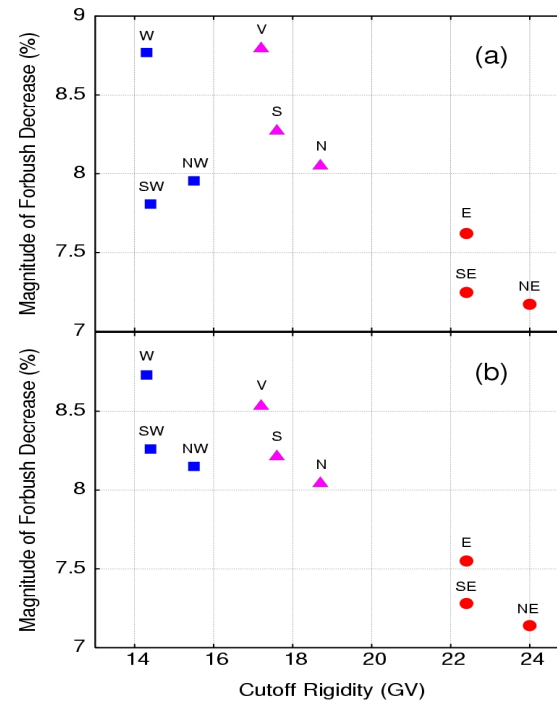 Magnitude of Forbush Decrease (%)
9
8.5
8
7.5
7
(a)
W
V
S
N
NW
SW
E
SE
NE
Magnitude of Forbush Decrease (%)
8.5
8
7.5
7
(b)
W
V
SW
S
NW
N
E
SE
NE
14 16 18 20 22 24
Cutoff Rigidity (GV)